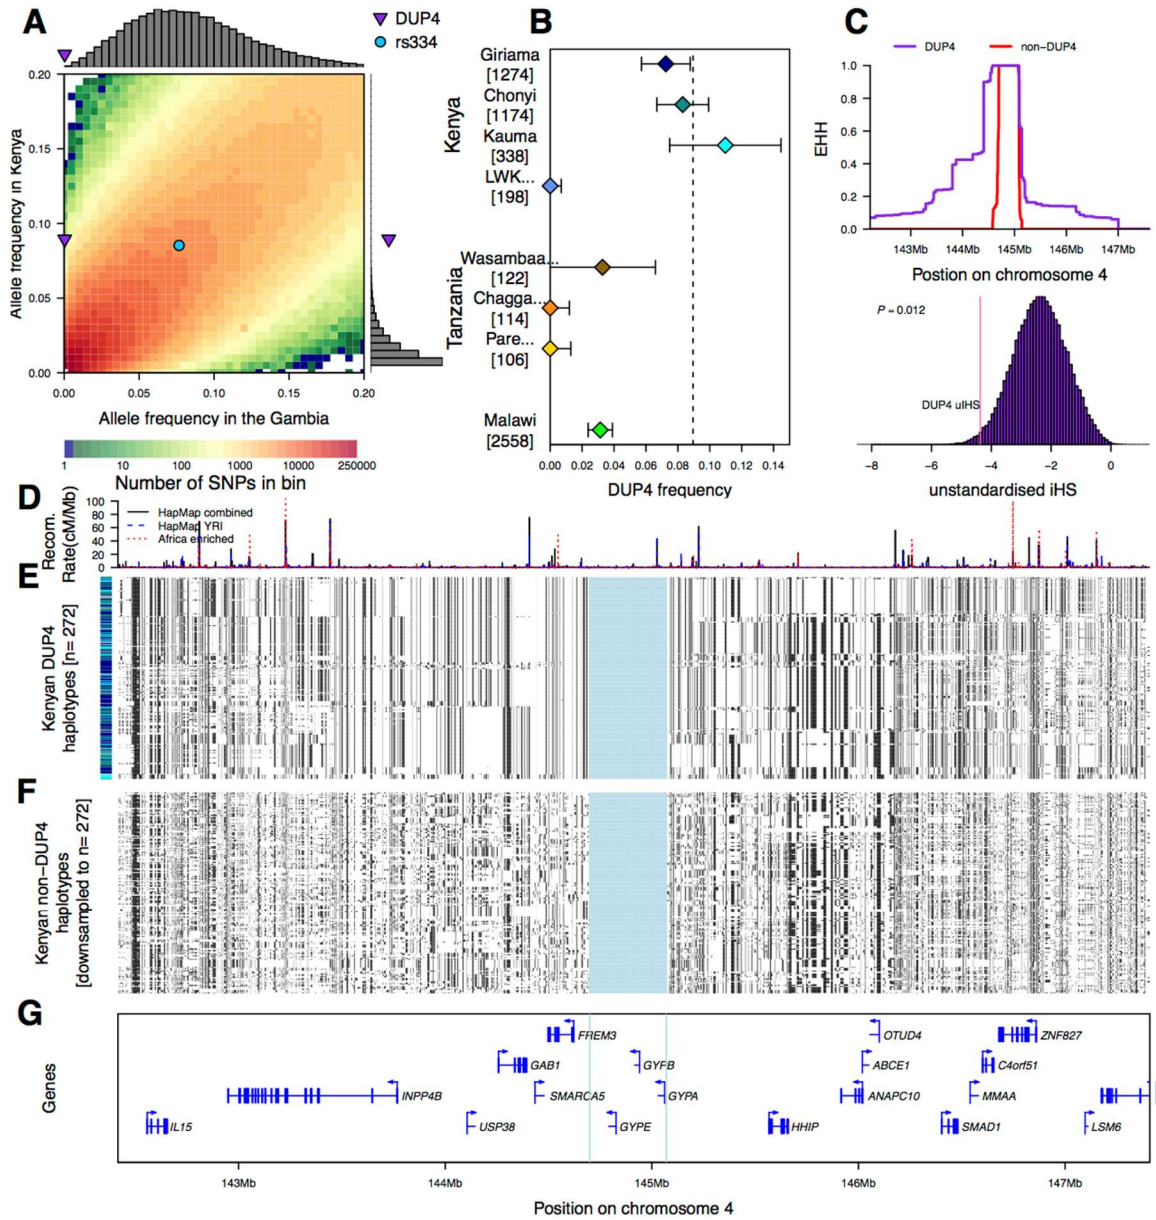 A
DUP4
rs334
Allele frequency in Kenya
0.20
0.15
0.10
0.05
0.00
0.00 0.05 0.10 0.15 0.20
Allele frequency in the Gambia
1 10 100 1000 10000 250000
Number of SNPs in bin
B
Kenya
Giriama
[1274]
Chonyi
[1174]
Kauma
[338]
LWK...
[198]
Tanzania
Wasambaa...
[122]
Chagga...
[114]
Pare...
[106]
Malawi
[2558]
0.00 0.02 0.04 0.06 0.08 0.10 0.12 0.14
DUP4 frequency
C
DUP4 non-DUP4
EHH
1.0
0.8
0.6
0.4
0.2
0.0
143Mb 144Mb 145Mb 146Mb 147Mb
Postion on chromosome 4
P = 0.012
DUP4 uIHS
-8 -6 -4 -2 0
unstandardised iHS
D
Recom.
Rate(cM/Mb)
100
80
60
40
20
0
HapMap combined
HapMap YRI
Africa enriched
E
Kenyan DUP4
haplotypes [n= 272]
F
Kenyan non-DUP4
haplotypes
[downsampled to n= 272]
G
Genes
FREM3 OTUD4 ZNF827
GAB1 GYPB ABCE1 C4orf51
INPP4B SMARCA5 GYPA ANAPC10 MMAA
IL15 USP38 GYPE HHIP SMAD1 LSM6
143Mb 144Mb 145Mb 146Mb 147Mb
Position on chromosome 4